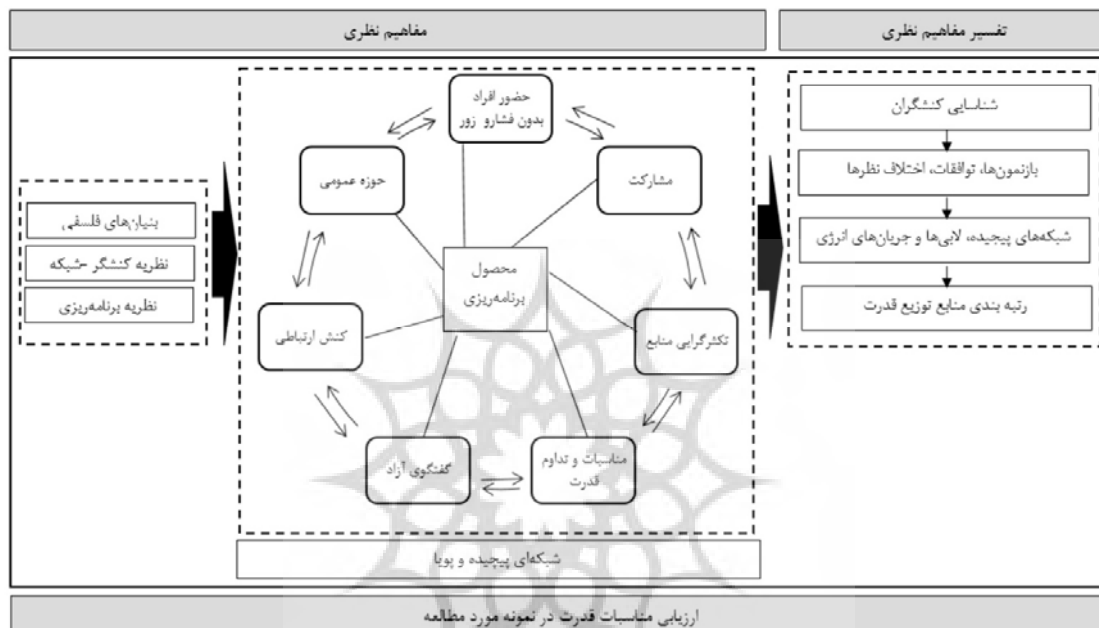 تفسیر مفاهیم نظری
مفاهیم نظری
شناسایی کنشگران
بازنمون‌ها، توافقات، اختلاف نظرها
شبکه‌های پیچیده، لابی‌ها و جریان‌های انرژی
رتبه بندی منابع توزیع قدرت
حضور افراد
بدون فشارو زور
مشارکت
حوزه عمومی
محصول
برنامه‌ریزی
تکثرگرایی منابع
کنش ارتباطی
مناسبات و تداوم
قدرت
گفتگوی آزاد
شبکه‌ای پیچیده و پویا
بنیان‌های فلسفی
نظریه کنشگر -شبکه
نظریه برنامه‌ریزی
ارزیابی مناسبات قدرت در نمونه مورد مطالعه